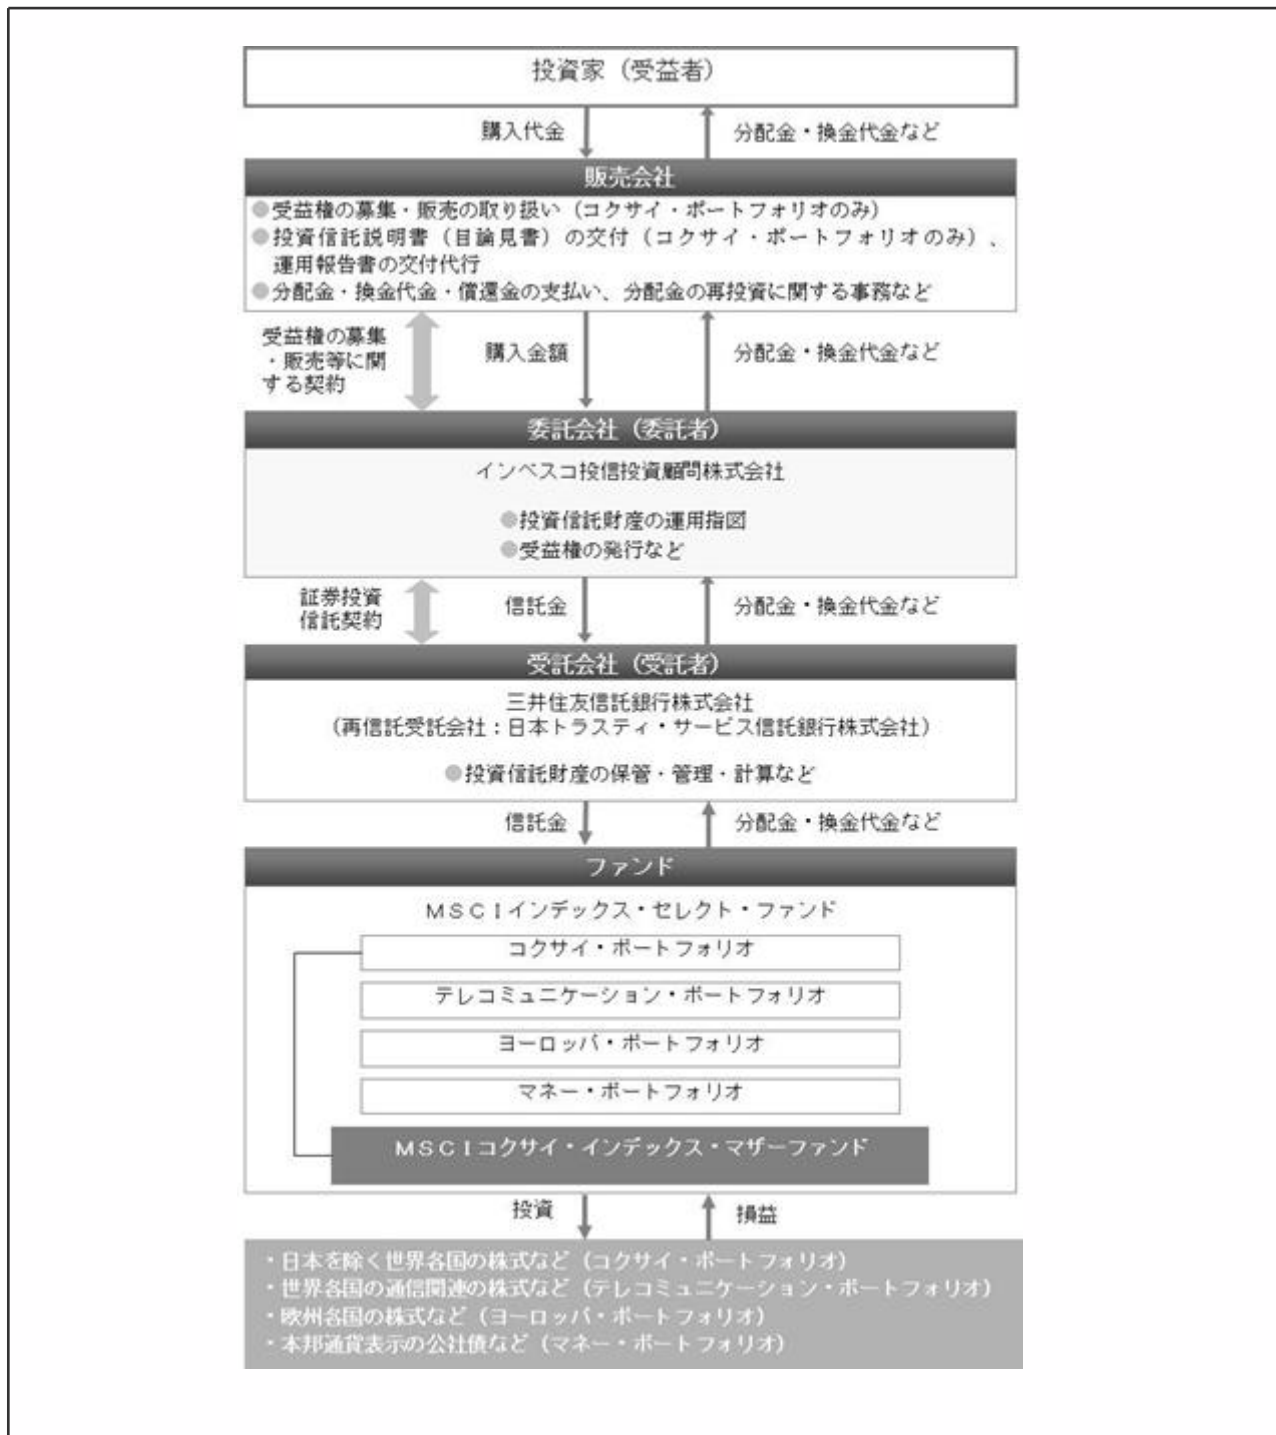 投資家（受益者）
購入代金
分配金・換金代金など
販売会社
●受益権の募集・販売の取り扱い（コクサイ・ポートフォリオのみ）
●投資信託説明書（目論見書）の交付（コクサイ・ポートフォリオのみ）、
運用報告書の交付代行
●分配金・換金代金・償還金の支払い、分配金の再投資に関する事務など
受益権の募集
・販売等に関
する契約
購入金額
分配金・換金代金など
委託会社（委託者）
インベスコ投信投資顧問株式会社
●投資信託財産の運用指図
●受益権の発行など
証券投資
信託契約
信託金
分配金・換金代金など
受託会社（受託者）
三井住友信託銀行株式会社
（再信託受託会社：日本トラスティ・サービス信託銀行株式会社）
●投資信託財産の保管・管理・計算など
信託金
分配金・換金代金など
ファンド
ＭＳＣＩインデックス・セレクト・ファンド
コクサイ・ポートフォリオ
テレコミュニケーション・ポートフォリオ
ヨーロッパ・ポートフォリオ
マネー・ポートフォリオ
ＭＳＣＩコクサイ・インデックス・マザーファンド
投資
損益
・日本を除く世界各国の株式など（コクサイ・ポートフォリオ）
・世界各国の通信関連の株式など（テレコミュニケーション・ポートフォリオ）
・欧州各国の株式など（ヨーロッパ・ポートフォリオ）
・本邦通貨表示の公社債など（マネー・ポートフォリオ）